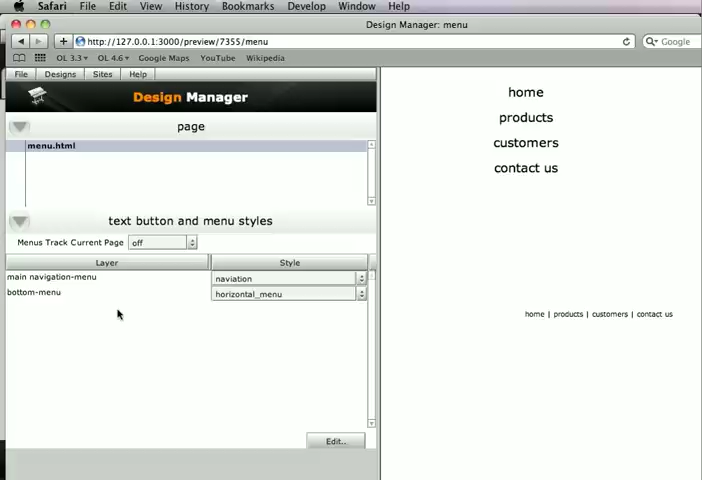 Safari File Edit View History Bookmarks Develop Window Help
Design Manager: menu
http://127.0.0.1:3000/preview/7355/menu
Google
OL 3.3 OL 4.6 Google Maps YouTube Wikipedia
File Designs Sites Help
Design Manager
page
menu.html
text button and menu styles
Menus Track Current Page off
Layer Style
main navigation-menu naviation
bottom-menu horizontal_menu
Edit...
home
products
customers
contact us
home | products | customers | contact us